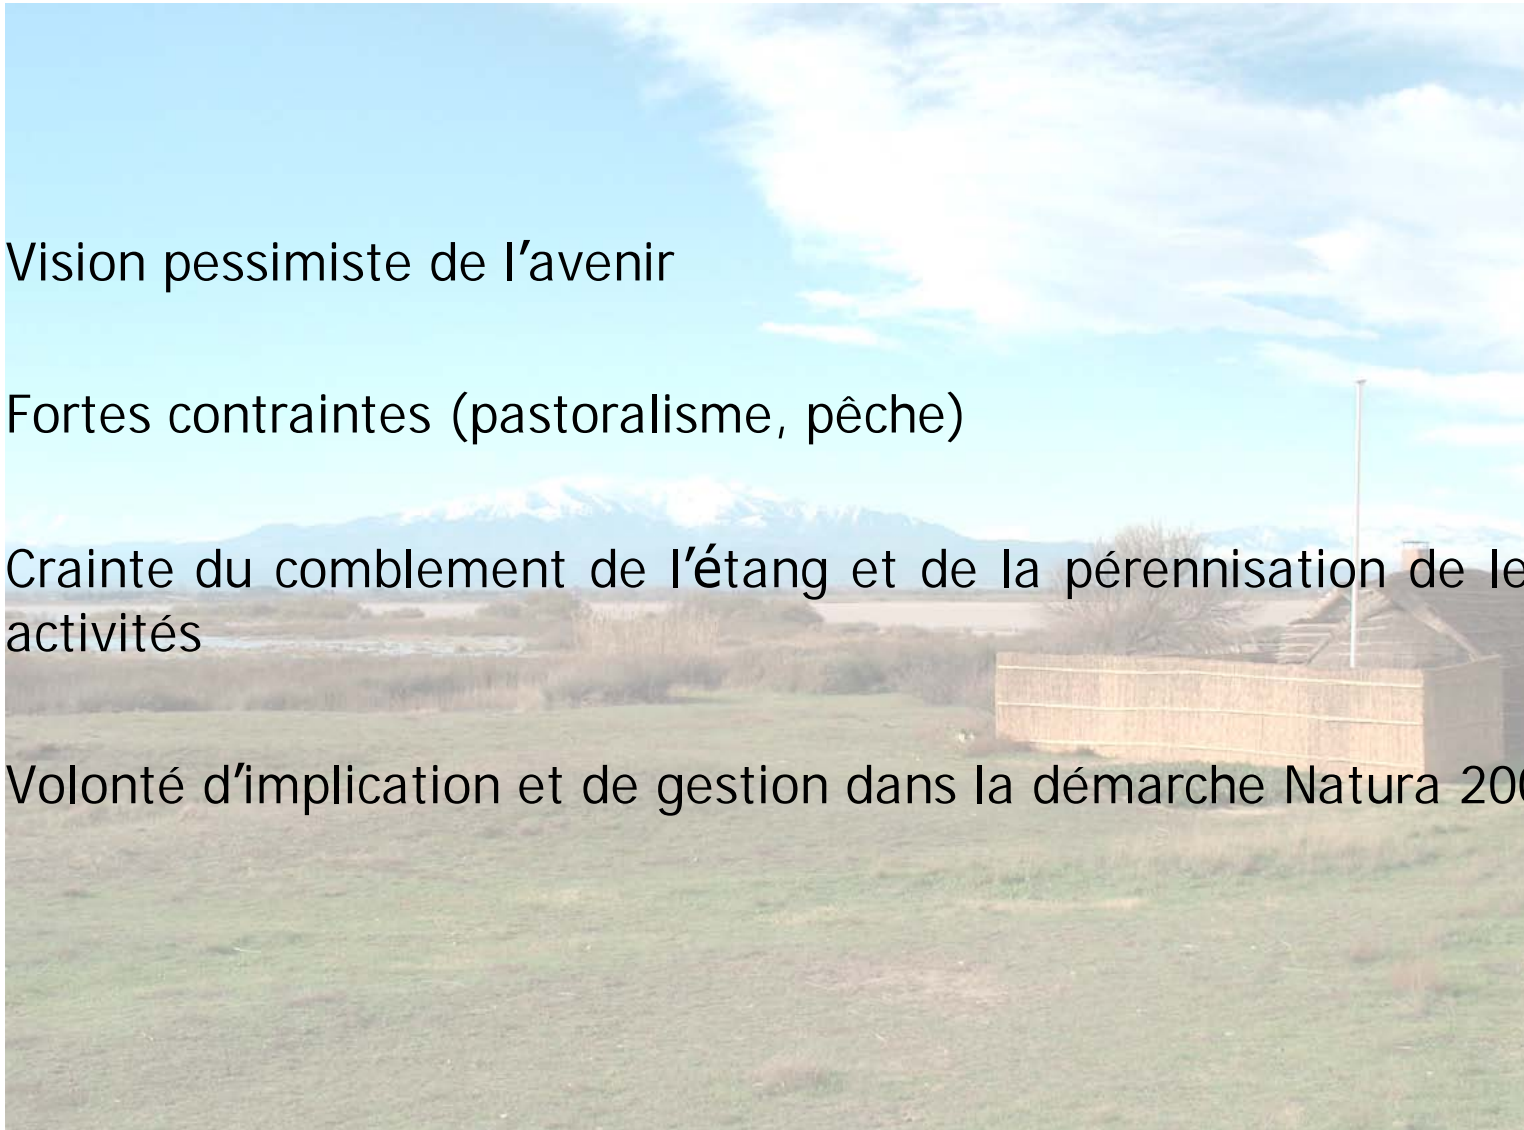 Vision pessimiste de l'avenir
Fortes contraintes (pastoralisme, pêche)
Crainte du comblement de l'étang et de la pérennisation de
activités
Volonté d'implication et de gestion dans la démarche Natura